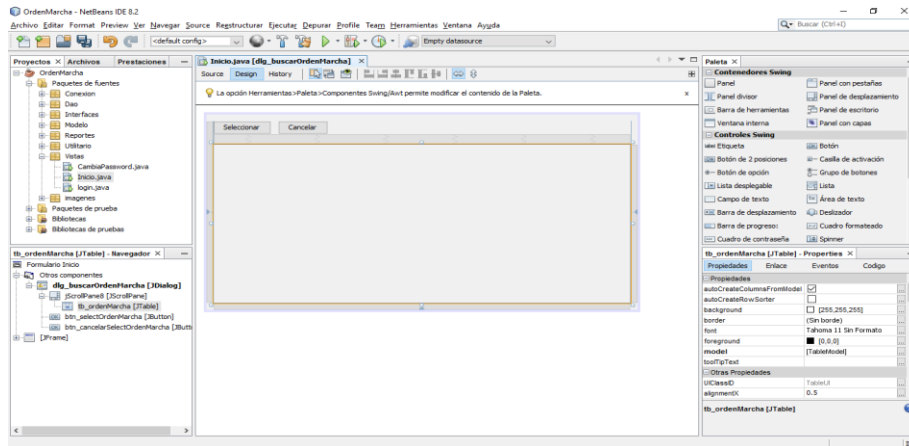 OrdenMarcha - NetBeans IDE 8.2
Archivo Editar Format Preview Ver Navegar Source Reestructurar Ejecutar Depurar Profile Team Herramientas Ventana Ayuda
Buscar (Ctrl+I)
<default config>
Empty datasource
Proyectos Archivos Prestaciones
OrdenMarcha
Paquetes de fuentes
Conexion
Dao
Interfaces
Modelo
Reportes
Utilitario
Vistas
CambiaPassword.java
Inicio.java
login.java
imagenes
Paquetes de prueba
Bibliotecas
Bibliotecas de pruebas
tb_ordenMarcha [JTable] - Navegador
Formulario Inicio
Otros componentes
dlg_buscarOrdenMarcha [JDialog]
jScrollPane8 [JScrollPane]
tb_ordenMarcha [JTable]
btn_selectOrdenMarcha [JButton]
btn_cancelarSelectOrdenMarcha [JButt
[JFrame]
Inicio.java [dlg_buscarOrdenMarcha]
Source Design History
La opción Herramientas>Paleta>Componentes Swing/Awt permite modificar el contenido de la Paleta.
Seleccionar Cancelar
Paleta
Contenedores Swing
Panel Panel con pestañas
Panel divisor Panel de desplazamiento
Barra de herramientas Panel de escritorio
Ventana interna Panel con capas
Controles Swing
label Etiqueta Botón
Botón de 2 posiciones Casilla de activación
Botón de opción Grupo de botones
Lista desplegable Lista
Campo de texto Área de texto
Barra de desplazamiento Deslizador
Barra de progreso: Cuadro formateado
Cuadro de contraseña Spinner
tb_ordenMarcha [JTable] - Properties
Propiedades Enlace Eventos Codigo
Propiedades
autoCreateColumnsFromModel
autoCreateRowSorter
background [255,255,255]
border (Sin borde)
font Tahoma 11 Sin Formato
foreground [0,0,0]
model [TableModel]
toolTipText
Otras Propiedades
UIClassID TableUI
alignmentX 0.5
tb_ordenMarcha [JTable]